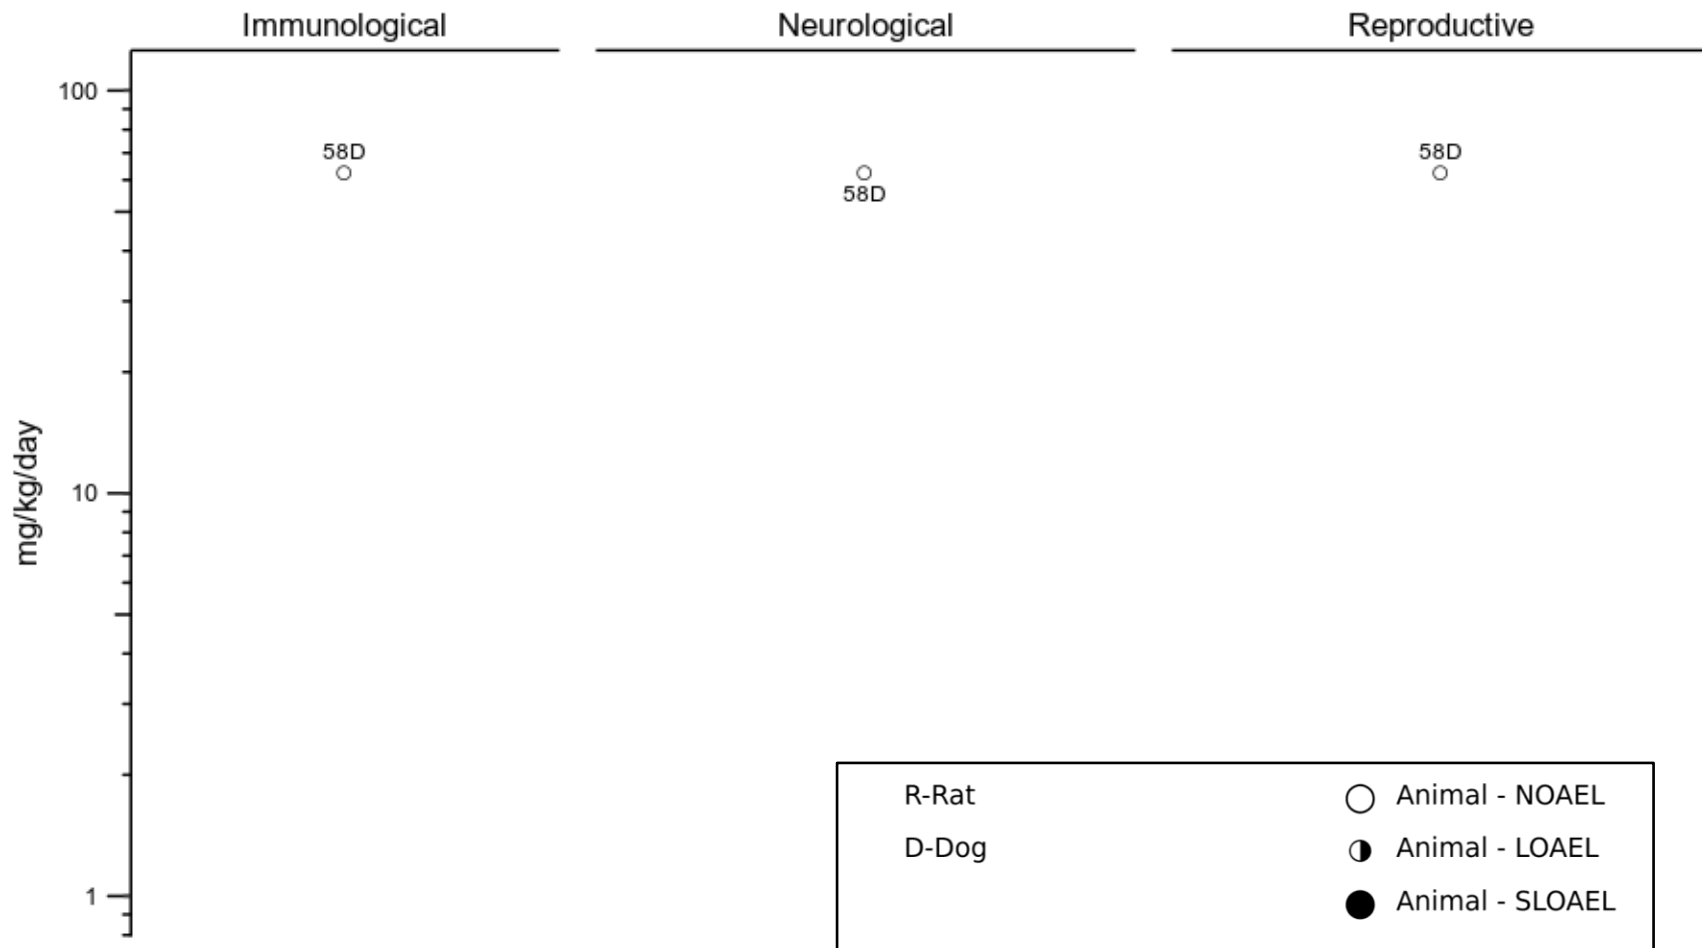 Immunological Neurological Reproductive
100
58D 58D
58D
10
mg/kg/day
R-Rat Animal - NOAEL
D-Dog Animal - LOAEL
1
Animal - SLOAEL